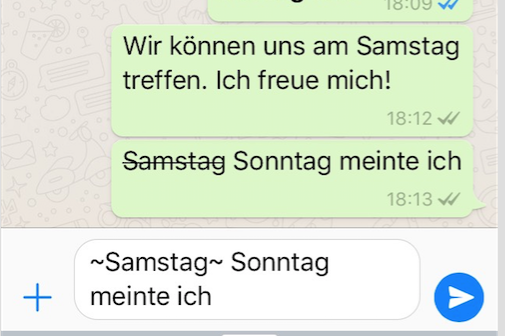 18:09
Wir können uns am Samstag
treffen. Ich freue mich!
18:12
Samstag Sonntag meinte ich
18:13
~Samstag~ Sonntag
meinte ich